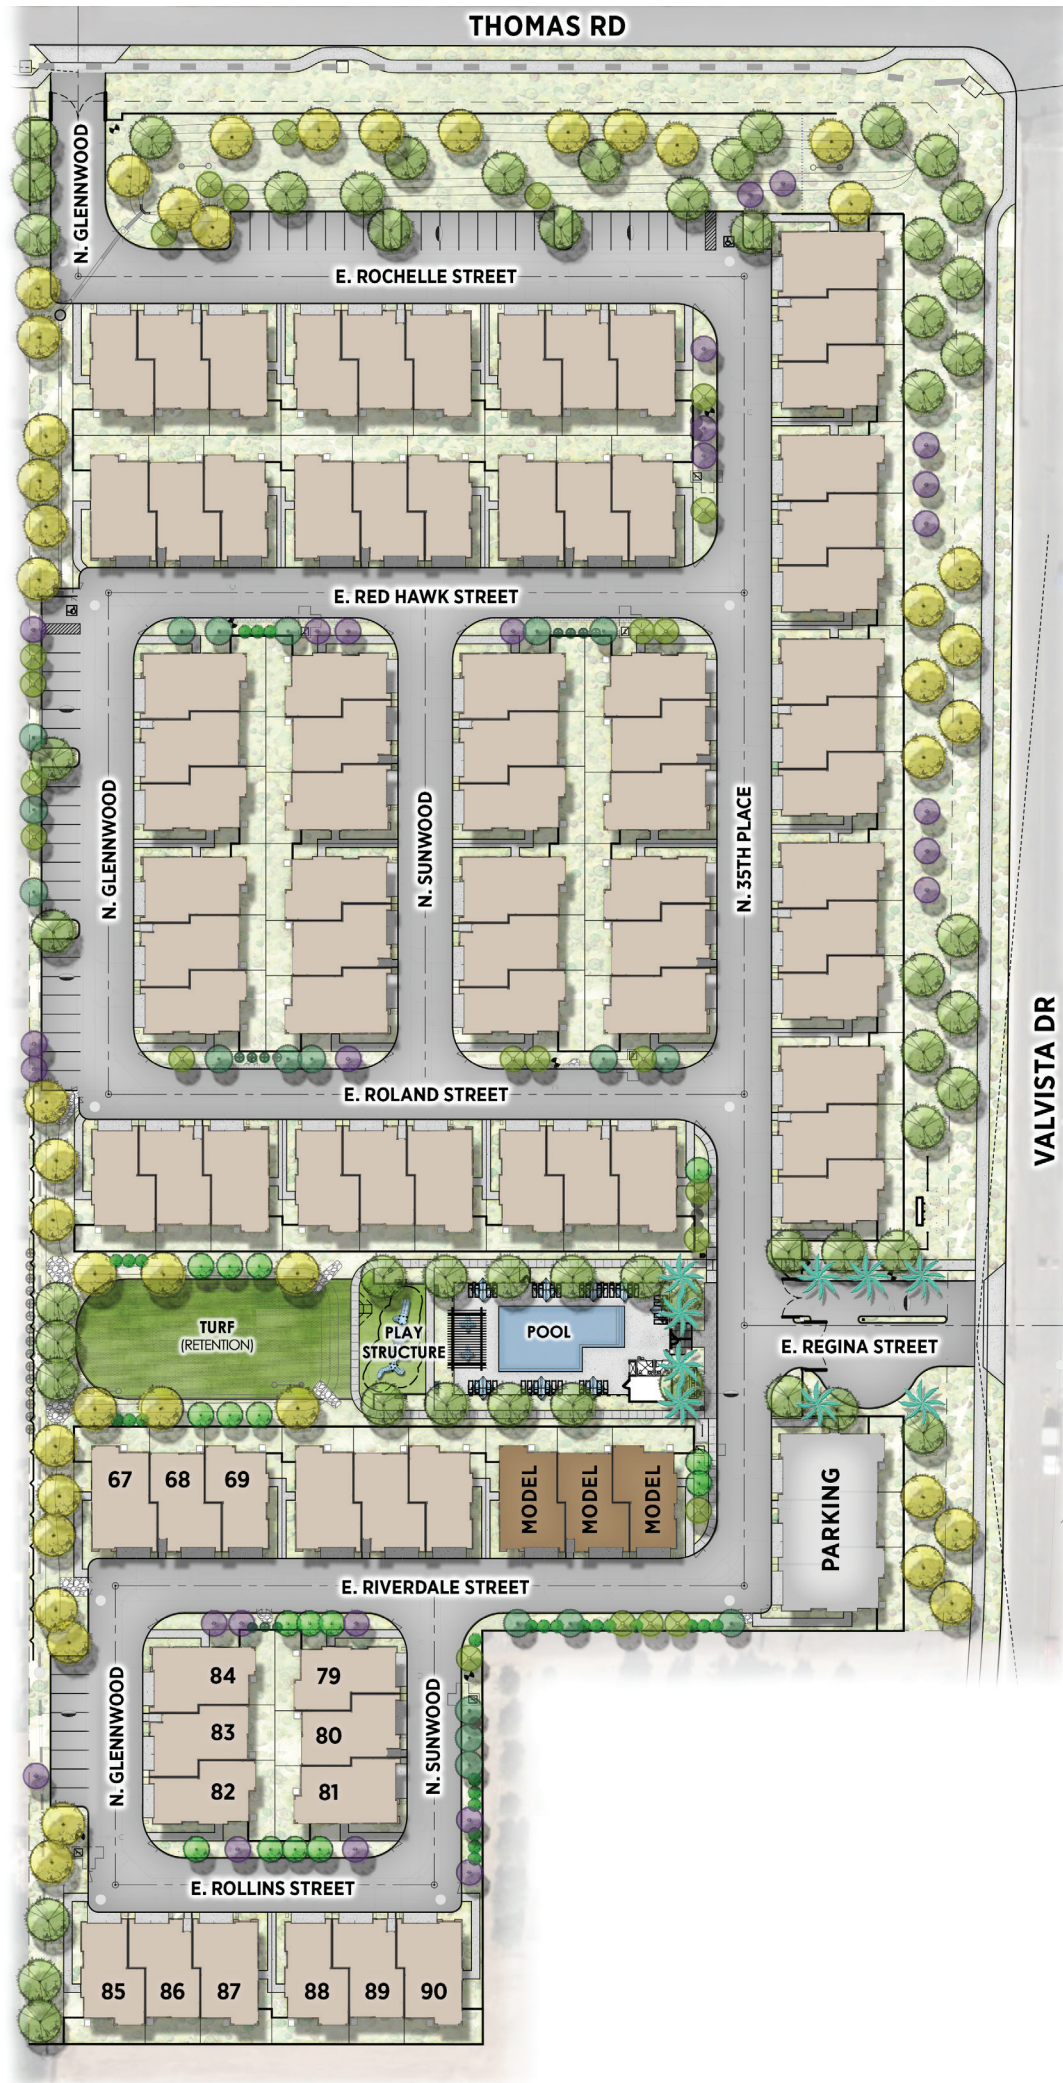 THOMAS RD
N. GLENNWOOD
E. ROCHELLE STREET
E. RED HAWK STREET
N. GLENNWOOD
N. SUNWOOD
N. 35TH PLACE
VALVISTA DR
E. ROLAND STREET
TURF
(RETENTION)
PLAY
STRUCTURE
POOL
E. REGINA STREET
67
68
69
MODEL
MODEL
MODEL
PARKING
E. RIVERDALE STREET
84
79
83
80
82
81
N. GLENNWOOD
N. SUNWOOD
E. ROLLINS STREET
85
86
87
88
89
90